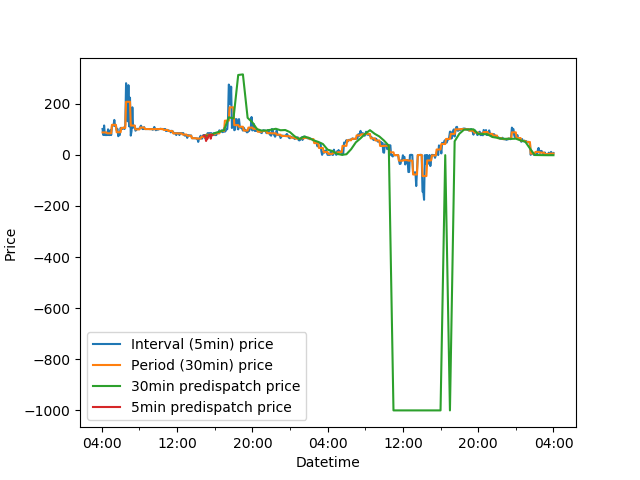 200
0
−200
−400
−600
−800
−1000
Price
Interval (5min) price
Period (30min) price
30min predispatch price
5min predispatch price
04:00 12:00 20:00 04:00 12:00 20:00 04:00
Datetime